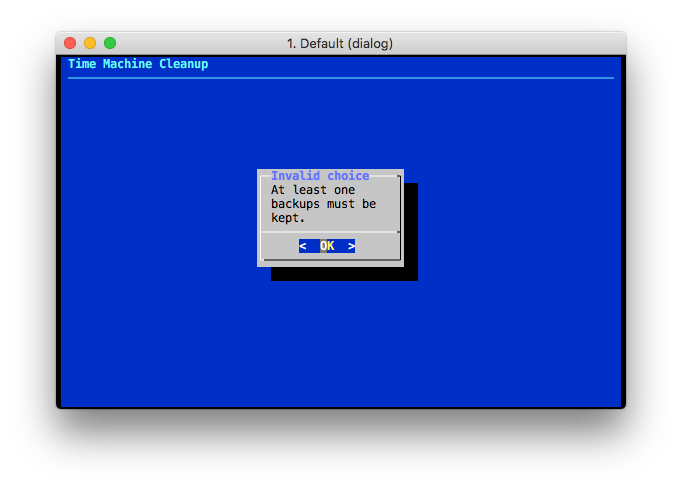 1. Default (dialog)
Time Machine Cleanup
Invalid choice
At least one
backups must be
kept.
< OK >